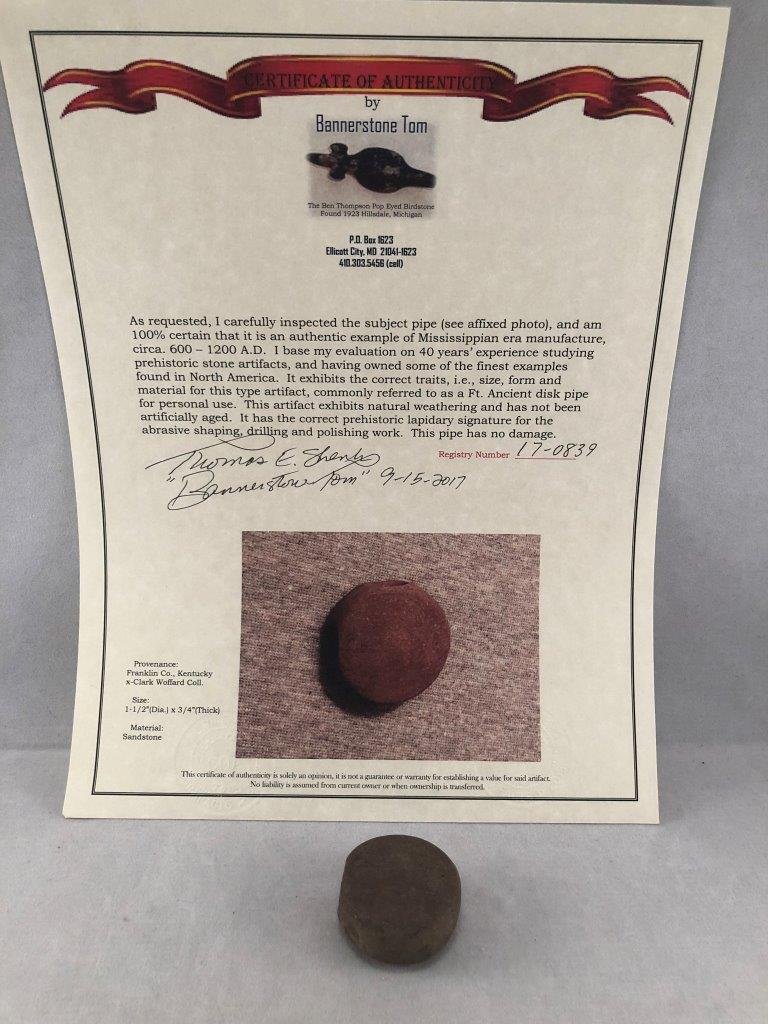 CERTIFICATE OF AUTHENTICITY
by
Bannerstone Tom
The Ben Thompson Pop Eyed Birdstone
Found 1923 Hillsdale, Michigan
P.O. Box 1623
Ellicott City, MD 21041-1623
410.303.5456 (cell)
As requested, I carefully inspected the subject pipe (see affixed photo), and am
100% certain that it is an authentic example of Mississippian era manufacture,
circa. 600 – 1200 A.D. I base my evaluation on 40 years' experience studying
prehistoric stone artifacts, and having owned some of the finest examples
found in North America. It exhibits the correct traits, i.e., size, form and
material for this type artifact, commonly referred to as a Ft. Ancient disk pipe
for personal use. This artifact exhibits natural weathering and has not been
artificially aged. It has the correct prehistoric lapidary signature for the
abrasive shaping, drilling and polishing work. This pipe has no damage.
Registry Number 17-0839
Thomas E.
"Bannerstone Tom" 9-15-2017
Provenance:
Franklin Co., Kentucky
x-Clark Woffard Coll.
Size:
1-1/2"(Dia.) x 3/4"(Thick)
Material:
Sandstone
This certificate of authenticity is solely an opinion, it is not a guarantee or warranty for establishing a value for said artifact.
No liability is assumed from current owner or when ownership is transferred.